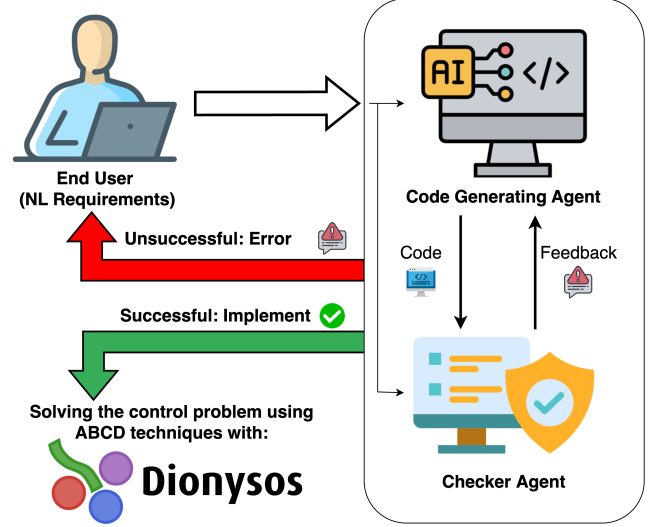 End User
(NL Requirements)
AI
</>
Code Generating Agent
Unsuccessful: Error
Code
</>
Feedback
Successful: Implement
Solving the control problem using
ABCD techniques with:
Dionysos
Checker Agent